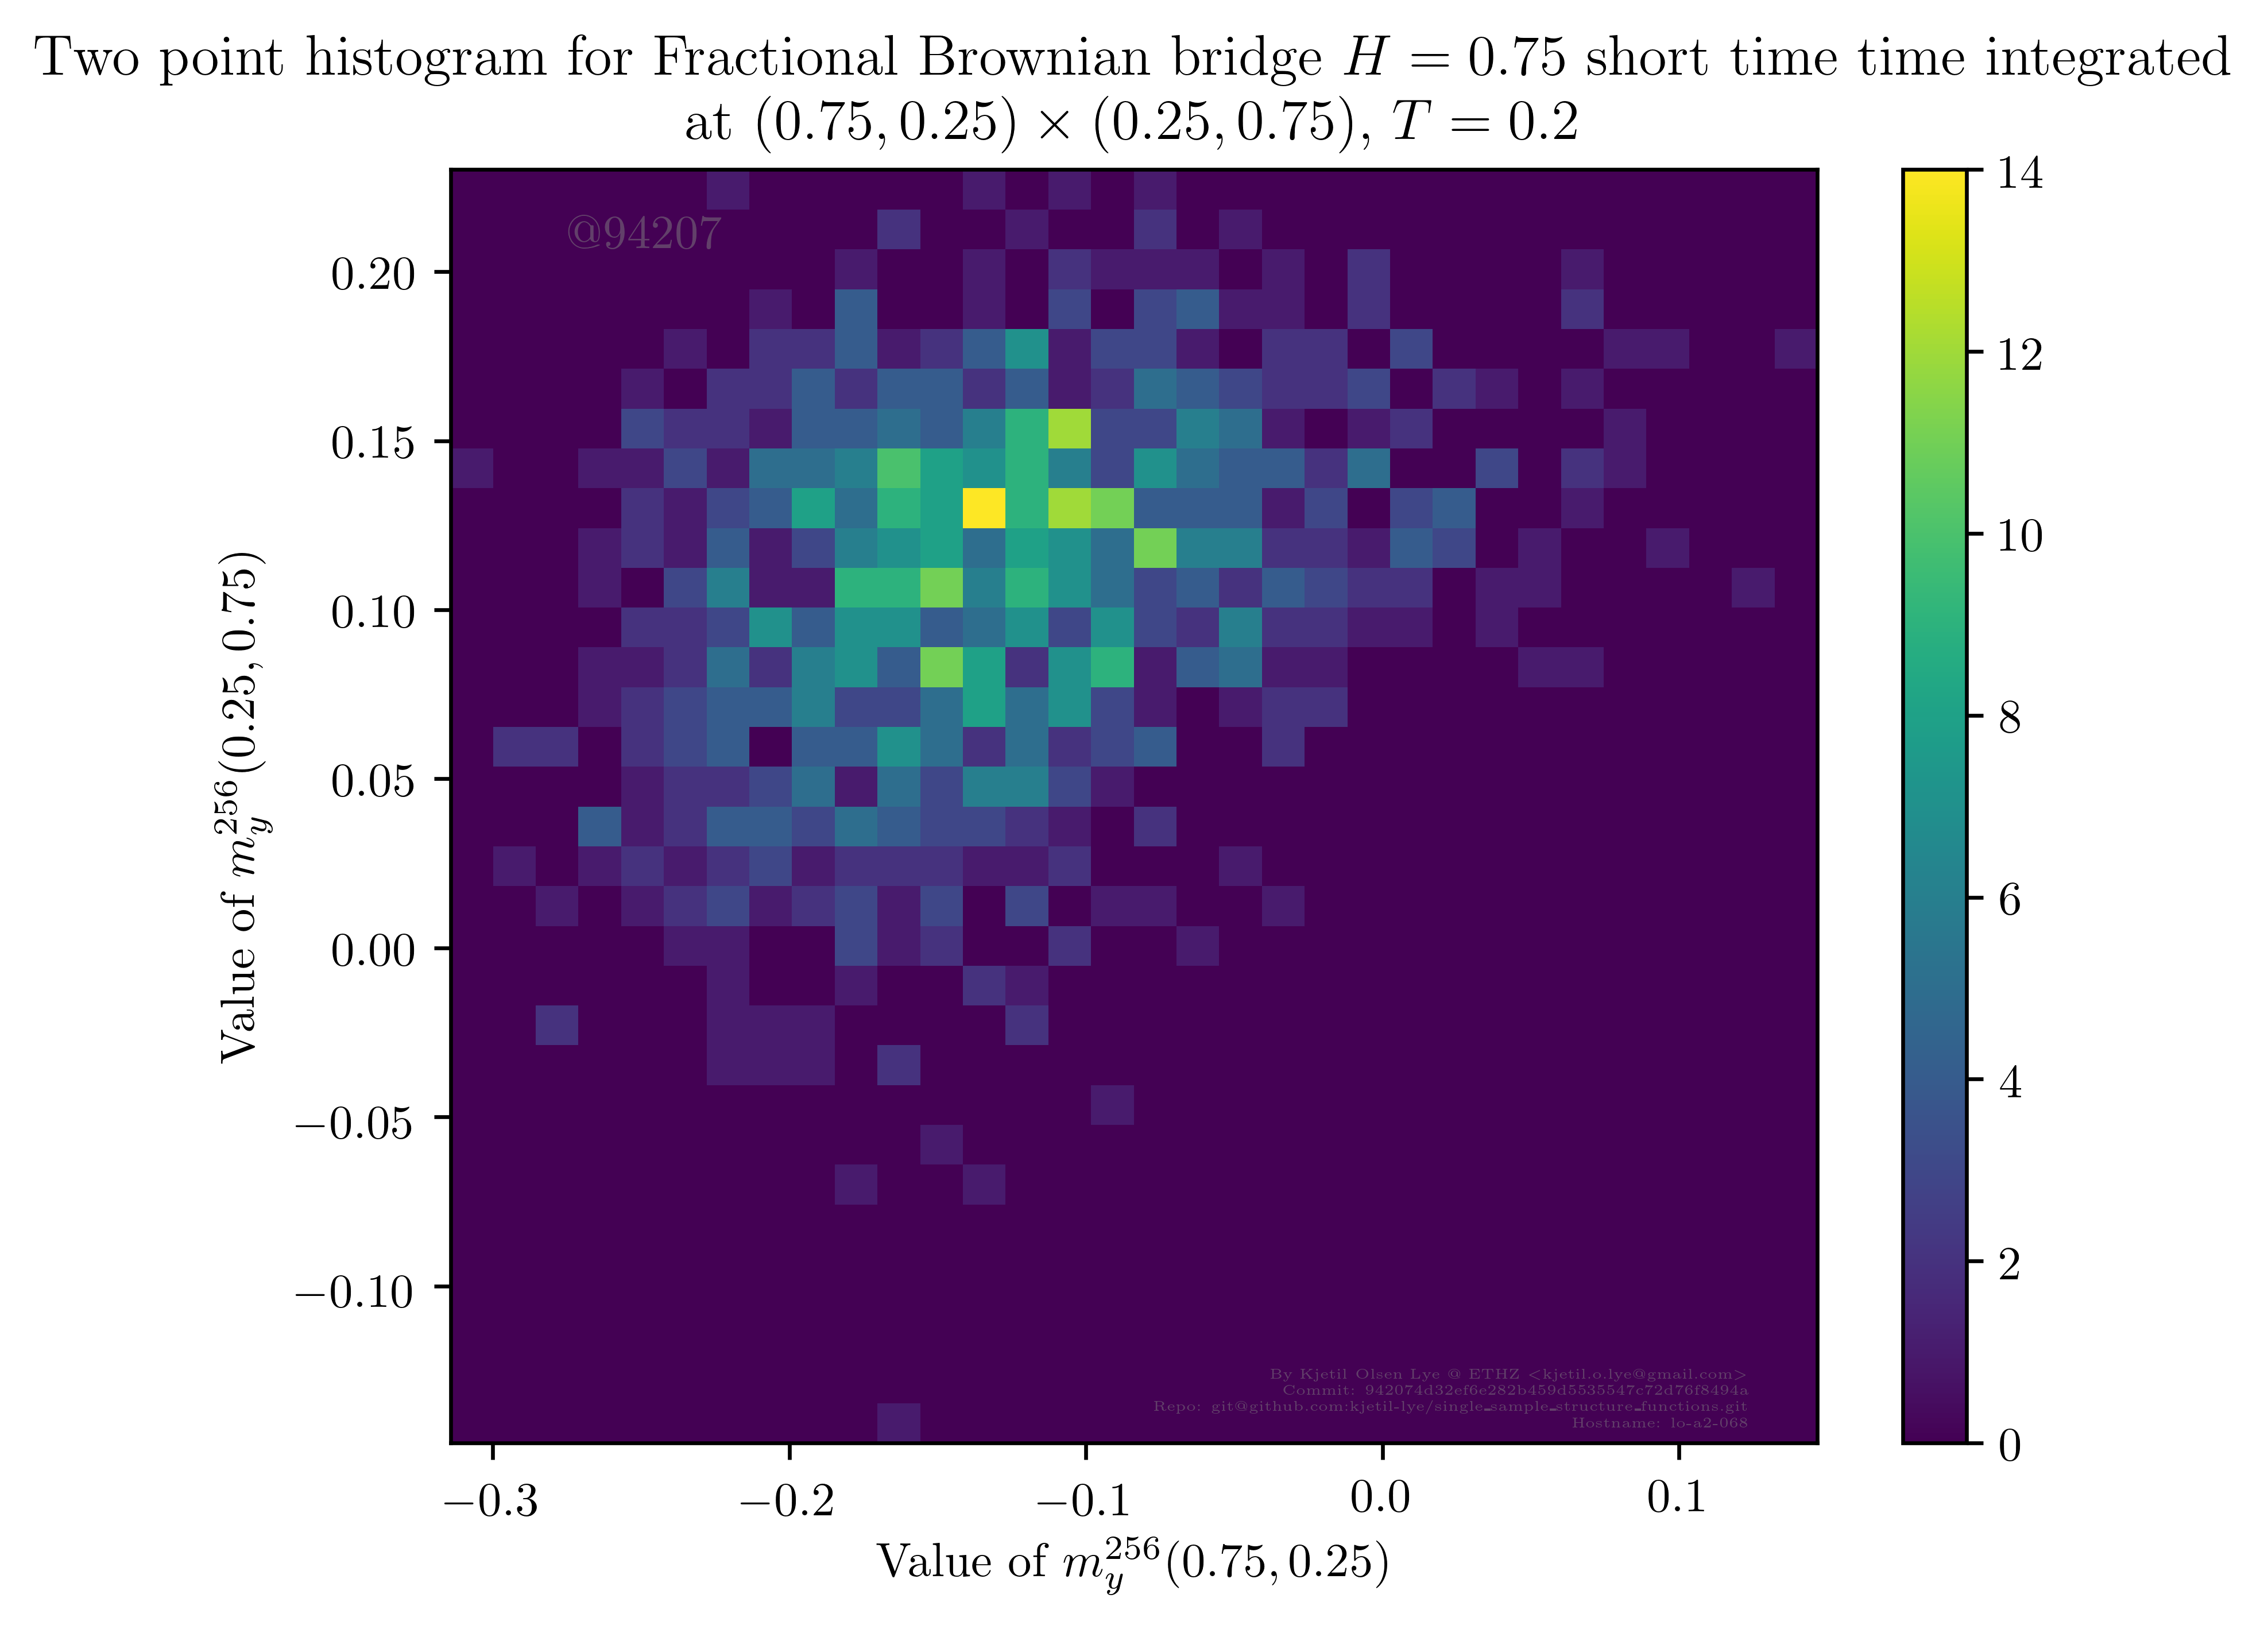 Two point histogram for Fractional Brownian bridge H = 0.75 short time time integrated
at (0.75, 0.25) × (0.25, 0.75), T = 0.2
@94207
0.20
0.15
0.10
0.05
0.00
−0.05
−0.10
Value of m_y^{256}(0.25, 0.75)
−0.3
−0.2
−0.1
0.0
0.1
Value of m_y^{256}(0.75, 0.25)
14
12
10
8
6
4
2
0
By Kjetil Olsen Lye @ ETHZ <kjetil.o.lye@gmail.com>
Commit: 942074d32ef6e282b459d5535547c72d76f8494a
Repo: git@github.com:kjetil-lye/single_sample_structure_functions.git
Hostname: lo-a2-068